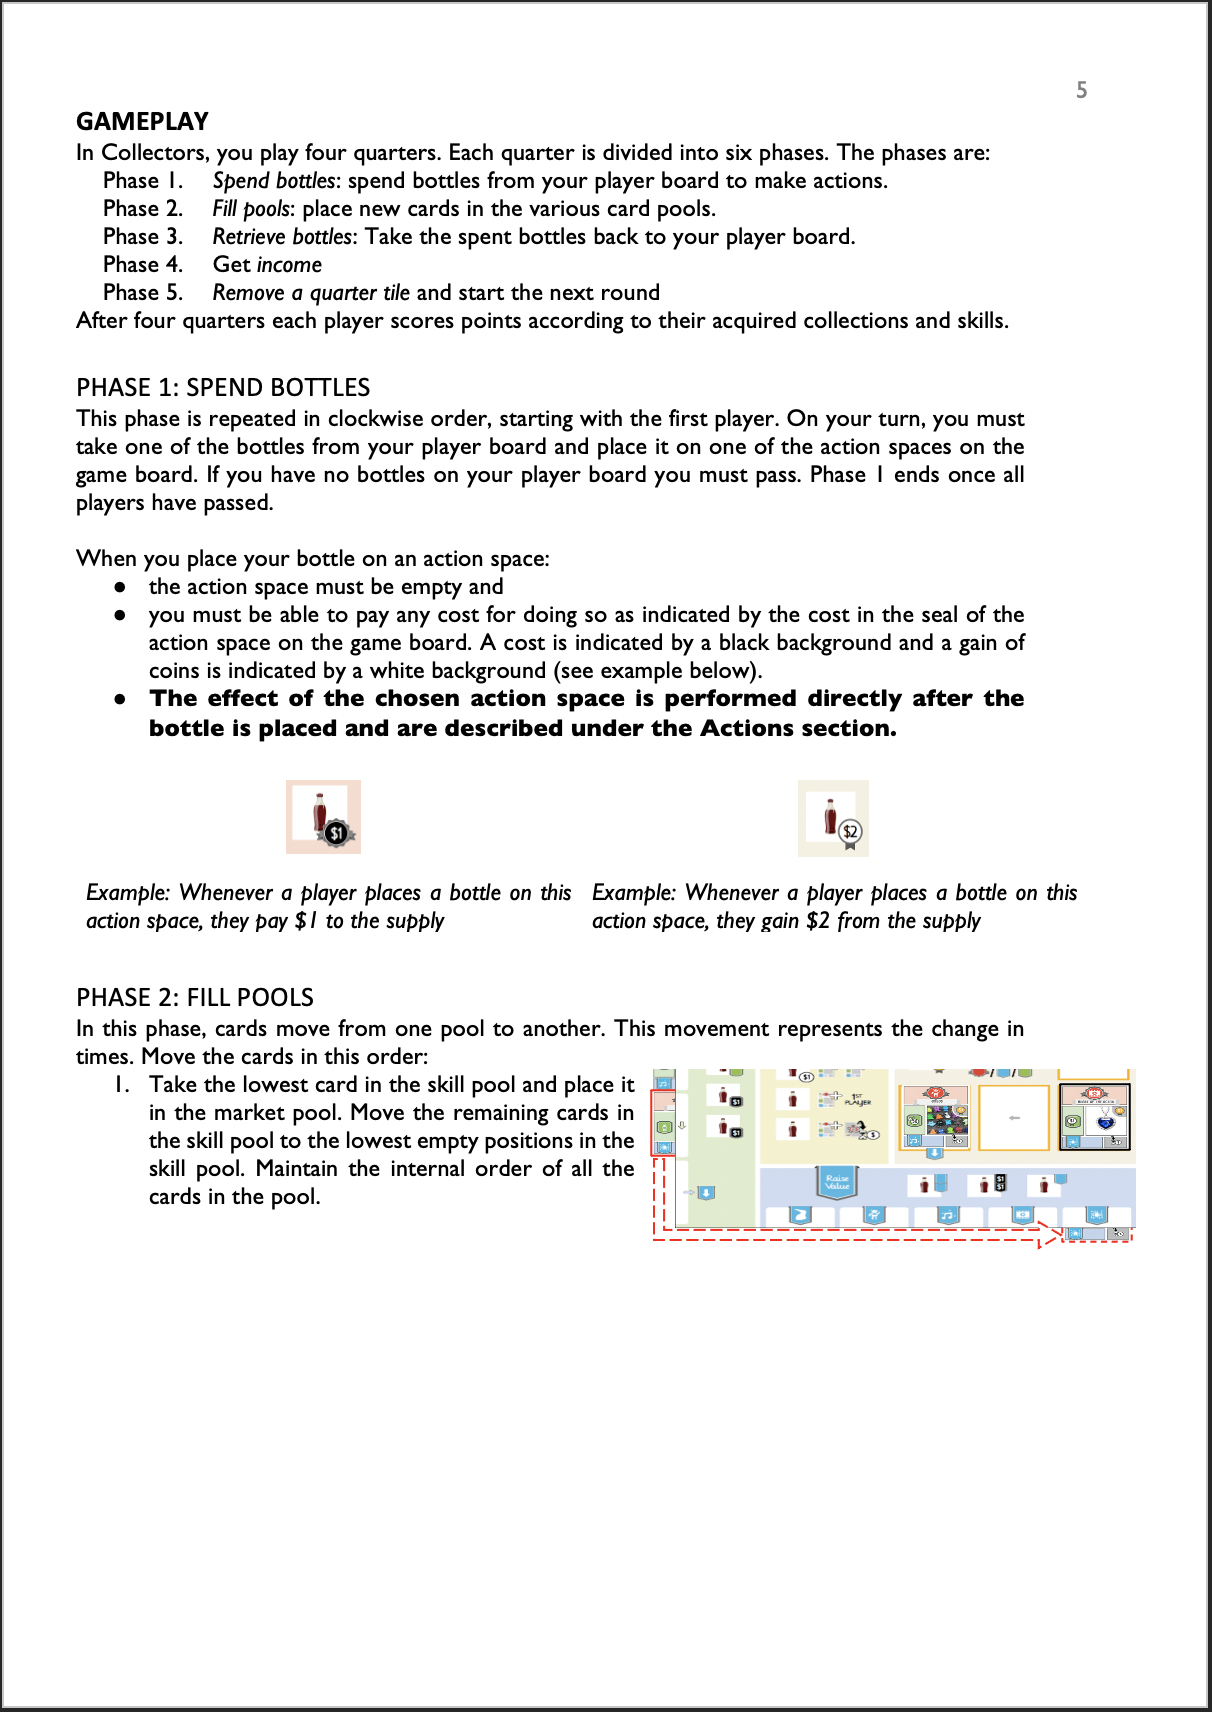 5
GAMEPLAY
In Collectors, you play four quarters. Each quarter is divided into six phases. The phases are:
Phase 1. Spend bottles: spend bottles from your player board to make actions.
Phase 2. Fill pools: place new cards in the various card pools.
Phase 3. Retrieve bottles: Take the spent bottles back to your player board.
Phase 4. Get income
Phase 5. Remove a quarter tile and start the next round
After four quarters each player scores points according to their acquired collections and skills.
PHASE 1: SPEND BOTTLES
This phase is repeated in clockwise order, starting with the first player. On your turn, you must
take one of the bottles from your player board and place it on one of the action spaces on the
game board. If you have no bottles on your player board you must pass. Phase 1 ends once all
players have passed.
When you place your bottle on an action space:
● the action space must be empty and
● you must be able to pay any cost for doing so as indicated by the cost in the seal of the
action space on the game board. A cost is indicated by a black background and a gain of
coins is indicated by a white background (see example below).
● The effect of the chosen action space is performed directly after the
bottle is placed and are described under the Actions section.
$1
$2
Example: Whenever a player places a bottle on this
action space, they pay $1 to the supply
Example: Whenever a player places a bottle on this
action space, they gain $2 from the supply
PHASE 2: FILL POOLS
In this phase, cards move from one pool to another. This movement represents the change in
times. Move the cards in this order:
1. Take the lowest card in the skill pool and place it
in the market pool. Move the remaining cards in
the skill pool to the lowest empty positions in the
skill pool. Maintain the internal order of all the
cards in the pool.
$1
$1
$1
1ST
PLAYER
$
Raise
Value
$1
$1